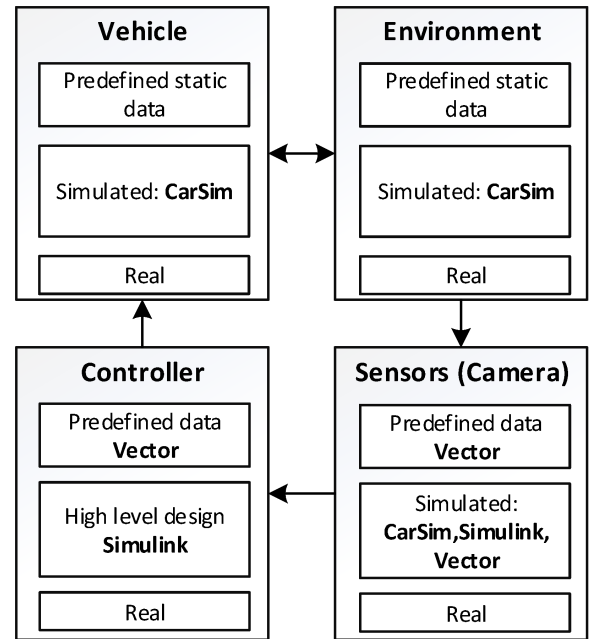 Vehicle
Predefined static
data
Simulated: CarSim
Real
Environment
Predefined static
data
Simulated: CarSim
Real
Controller
Predefined data
Vector
High level design
Simulink
Real
Sensors (Camera)
Predefined data
Vector
Simulated:
CarSim,Simulink,
Vector
Real